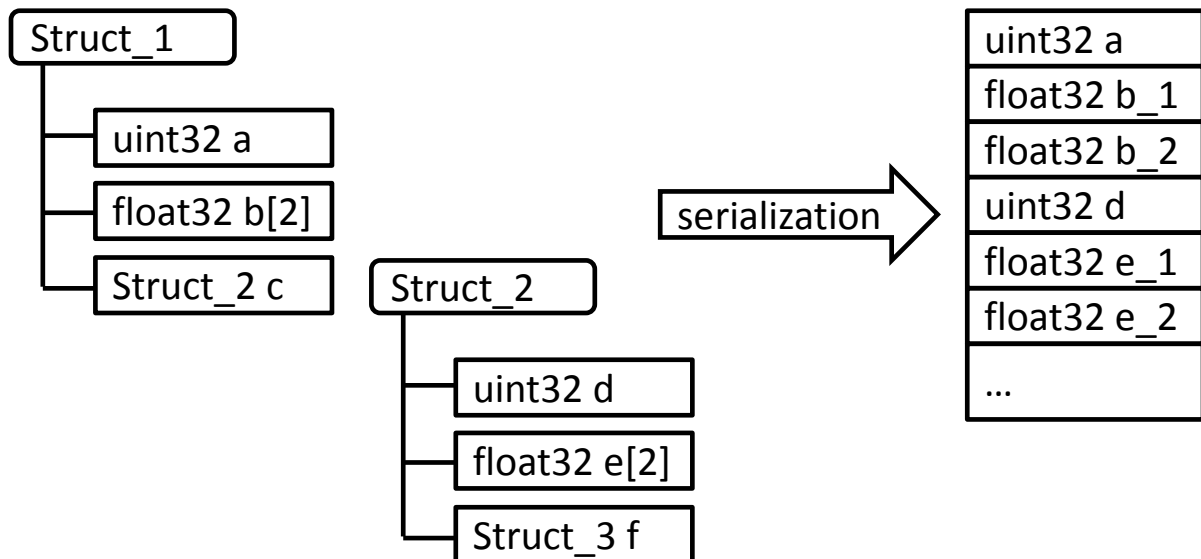 Struct_1
uint32 a
float32 b[2]
Struct_2 c
Struct_2
uint32 d
float32 e[2]
Struct_3 f
serialization
uint32 a
float32 b_1
float32 b_2
uint32 d
float32 e_1
float32 e_2
...